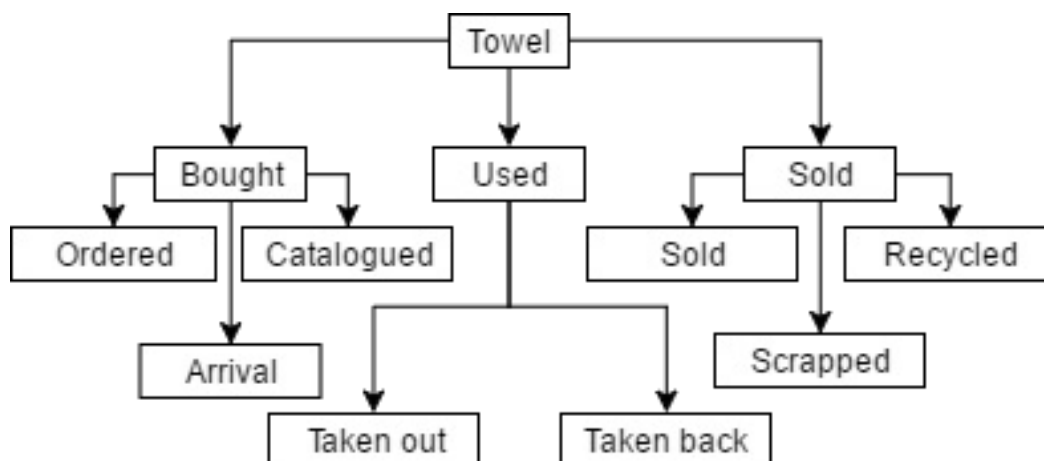 Towel
Bought
Used
Sold
Ordered
Catalogued
Sold
Recycled
Arrival
Scrapped
Taken out
Taken back